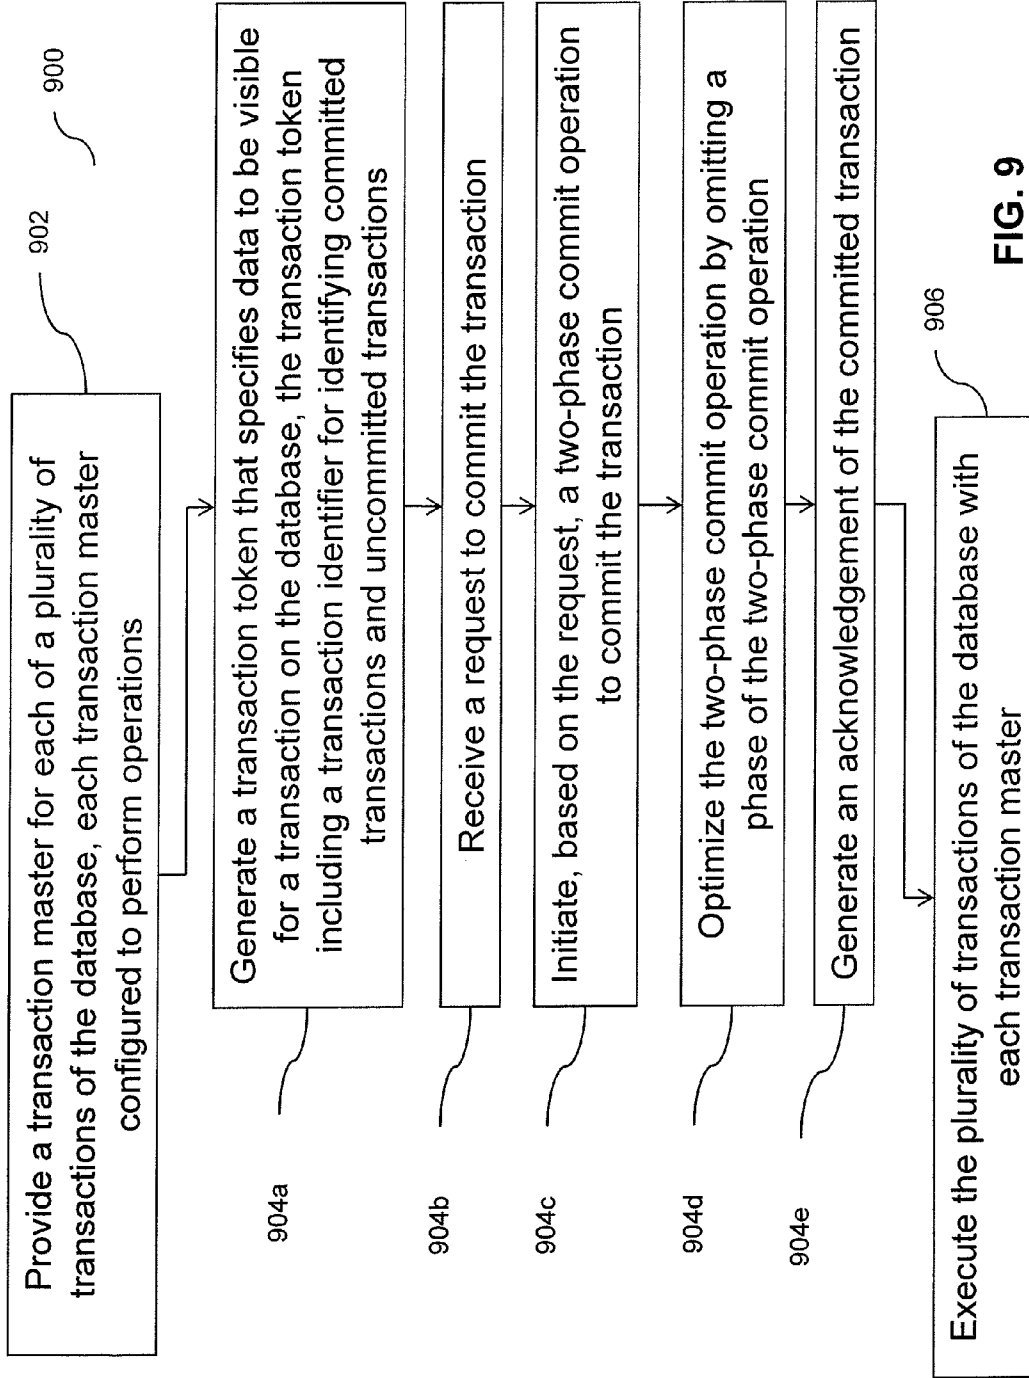 900
902
Provide a transaction master for each of a plurality of
transactions of the database, each transaction master
configured to perform operations
904a
Generate a transaction token that specifies data to be visible
for a transaction on the database, the transaction token
including a transaction identifier for identifying committed
transactions and uncommitted transactions
904b
Receive a request to commit the transaction
904c
Initiate, based on the request, a two-phase commit operation
to commit the transaction
904d
Optimize the two-phase commit operation by omitting a
phase of the two-phase commit operation
904e
Generate an acknowledgement of the committed transaction
906
Execute the plurality of transactions of the database with
each transaction master
FIG. 9